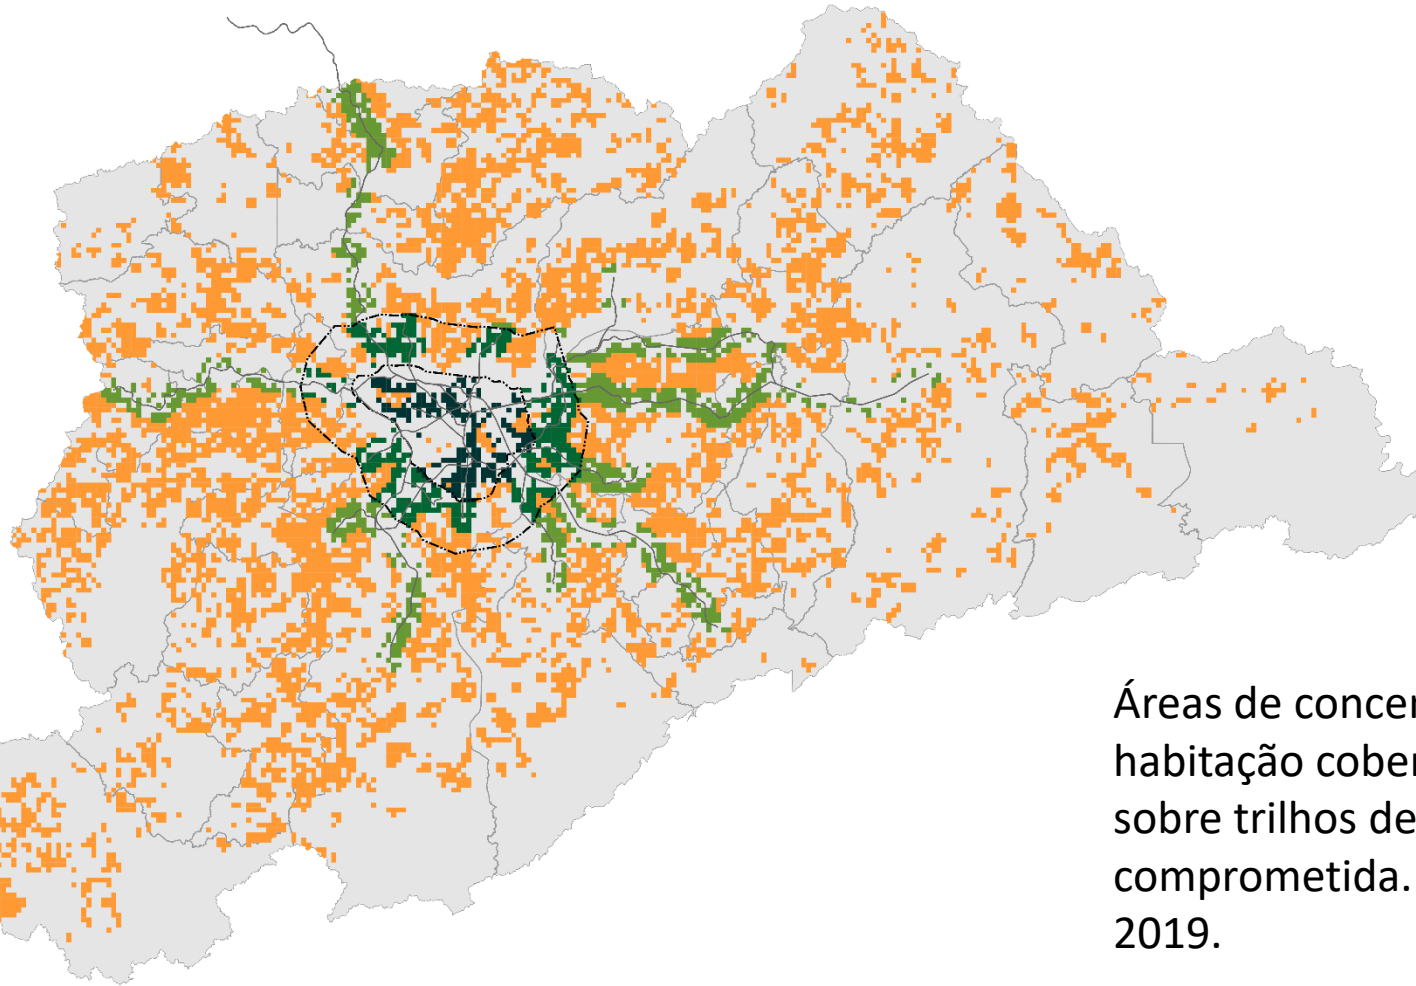 Áreas de concen
habitação cober
sobre trilhos de
comprometida.
2019.